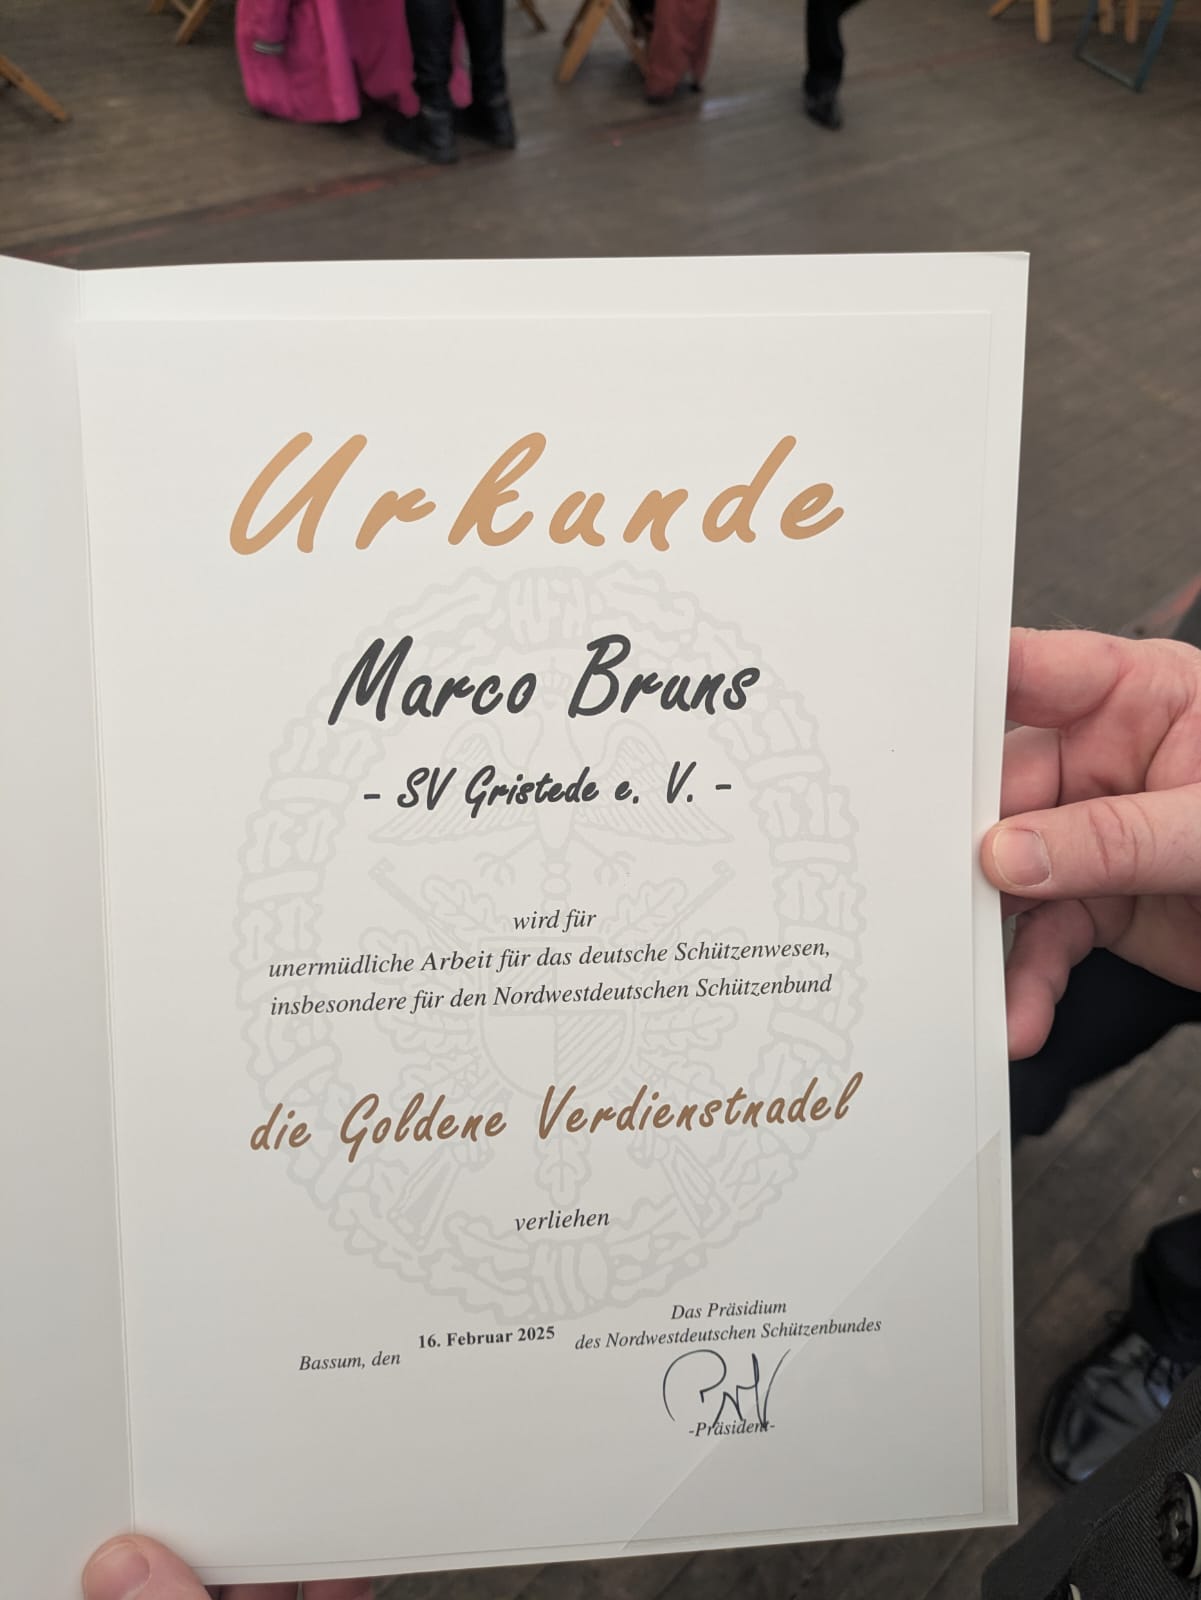 Urkunde
Marco Bruns
- SV Gristede e. V. -
wird für
unermüdliche Arbeit für das deutsche Schützenwesen,
insbesondere für den Nordwestdeutschen Schützenbund
die Goldene Verdienstnadel
verliehen
Bassum, den 16. Februar 2025
Das Präsidium
des Nordwestdeutschen Schützenbundes
-Präsident-